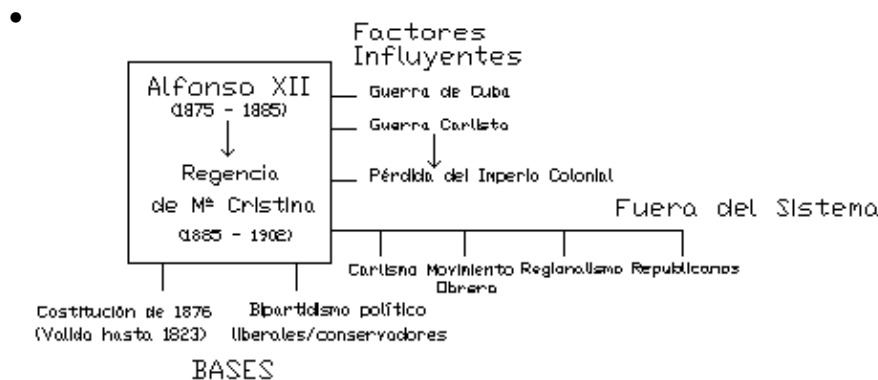 Factores
Influyentes
Alfonso XII
(1875 - 1885)
Guerra de Cuba
Guerra Carlista
Regencia
de Mª Cristina
(1885 - 1902)
Pérdida del Imperio Colonial
Fuera del Sistema
Carlismo Movimiento Regionalismo Republicanos
Obrero
Costitución de 1876
(Valida hasta 1823)
Bipartidismo político
liberales/conservadores
BASES